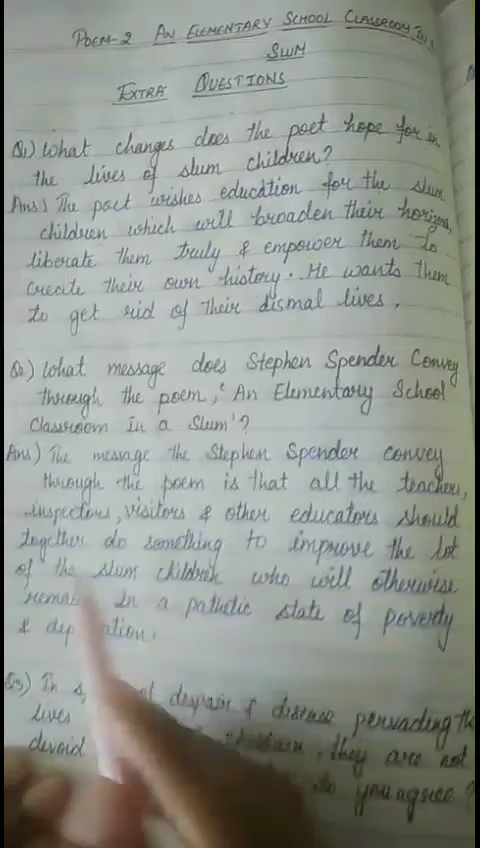 POEM-2 AN ELEMENTARY SCHOOL CLASSROOM IN A
SLUM
EXTRA QUESTIONS
Q1) What changes does the poet hope for in
the lives of slum children?
Ans) The poet wishes education for the slum
children which will broaden their horizons,
liberate them truly & empower them to
create their own history. He wants them
to get rid of their dismal lives.
Q2) What message does Stephen Spender Convey
through the poem, 'An Elementary School
Classroom in a Slum'?
Ans) The message the Stephen Spender convey
through the poem is that all the teachers,
inspectors, visitors & other educators should
together do something to improve the lot
of the slum children who will otherwise
remain in a pathetic state of poverty
&
Q3) In despair & disease pervading the
lives
devoid children, they are not